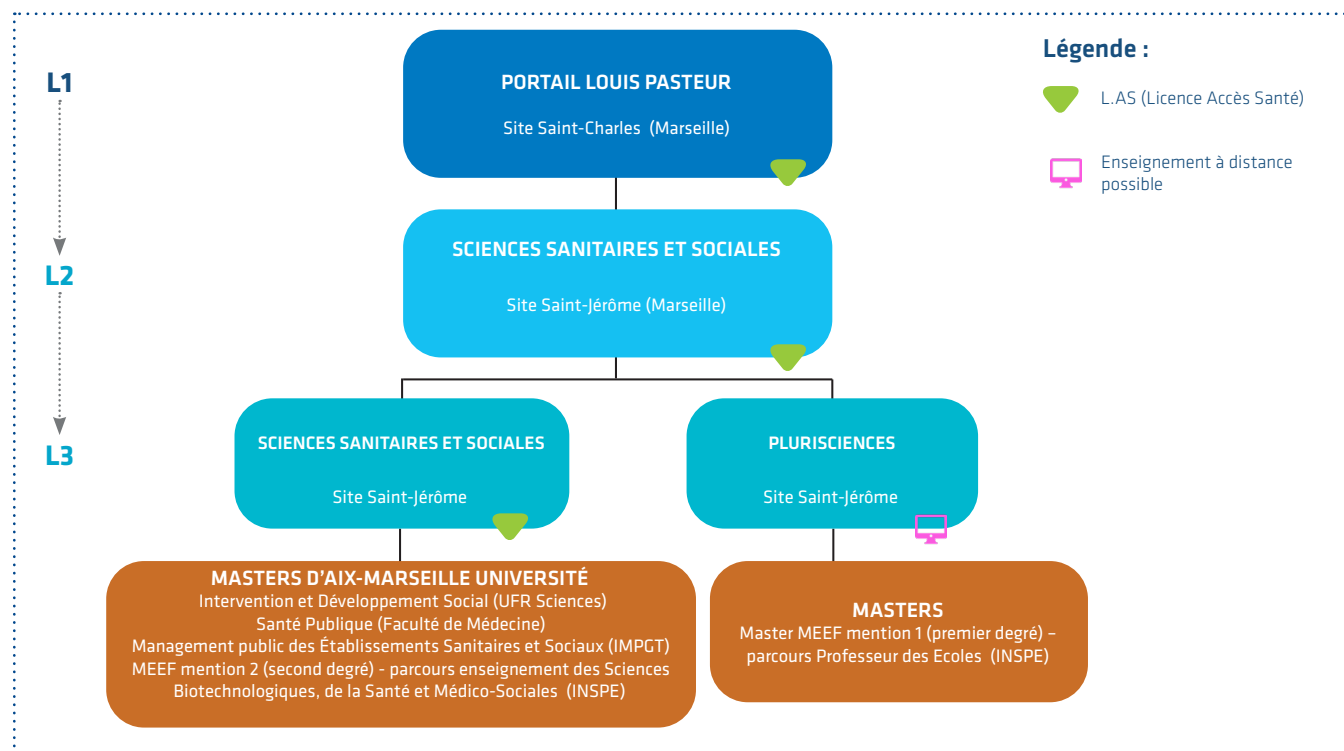 L1
PORTAIL LOUIS PASTEUR
Site Saint-Charles (Marseille)
Légende :
L.AS (Licence Accès Santé)
Enseignement à distance
possible
L2
SCIENCES SANITAIRES ET SOCIALES
Site Saint-Jérôme (Marseille)
L3
SCIENCES SANITAIRES ET SOCIALES
Site Saint-Jérôme
PLURISCIENCES
Site Saint-Jérôme
MASTERS D'AIX-MARSEILLE UNIVERSITÉ
Intervention et Développement Social (UFR Sciences)
Santé Publique (Faculté de Médecine)
Management public des Établissements Sanitaires et Sociaux (IMPGT)
MEEF mention 2 (second degré) - parcours enseignement des Sciences
Biotechnologiques, de la Santé et Médico-Sociales (INSPE)
MASTERS
Master MEEF mention 1 (premier degré) –
parcours Professeur des Ecoles (INSPE)